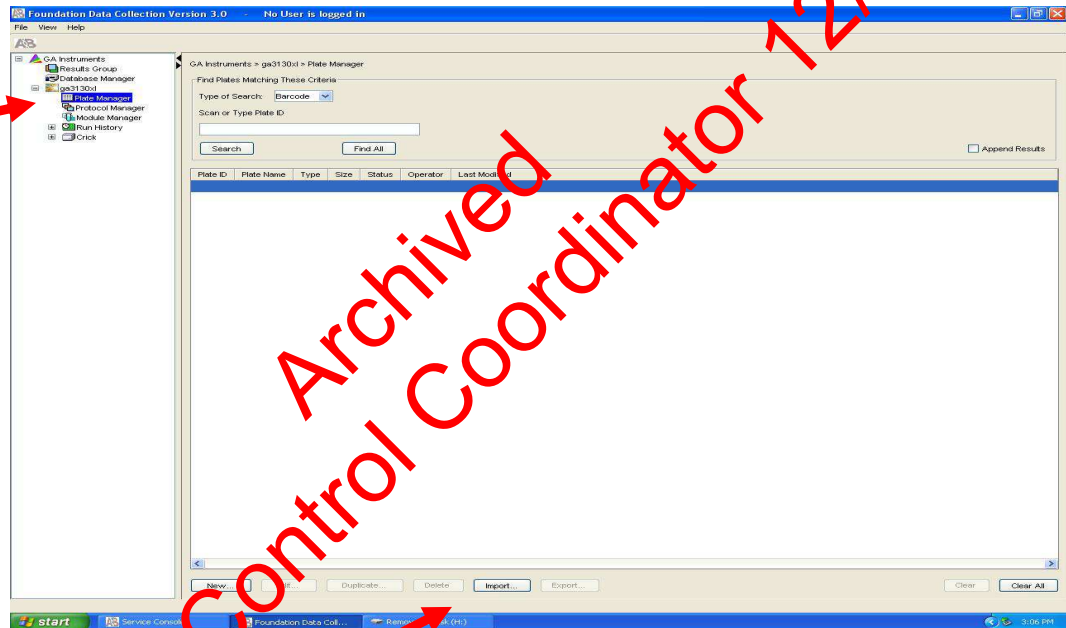 Foundation Data Collection Version 3.0 - No User is logged in
File View Help
AB
GA Instruments
Results Group
Database Manager
ga3130xl
Plate Manager
Protocol Manager
Module Manager
Run History
Crick
GA Instruments > ga3130xl > Plate Manager
Find Plates Matching These Criteria
Type of Search: Barcode
Scan or Type Plate ID
Search Find All Append Results
Plate ID Plate Name Type Size Status Operator Last
New... Duplicate... Delete Import... Export... Clear Clear All
start Service Foundation Data Coll... (H:) 3:06 PM
Archived
Control Coordinator